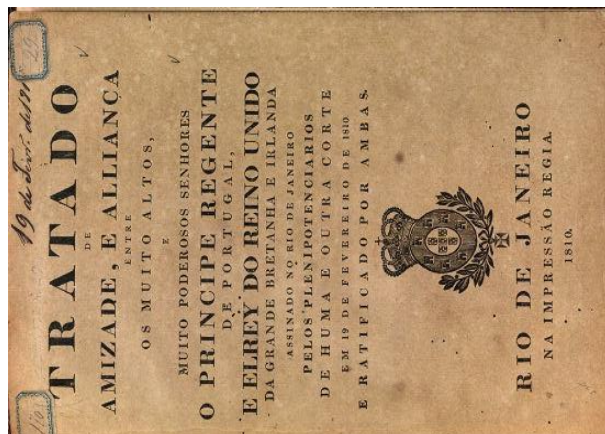 19 de
TRATADO
DE
AMIZADE, E ALLIANÇA
ENTRE
OS MUITO ALTOS,
E
MUITO PODEROSOS SENHORES
O PRINCIPE REGENTE
DE PORTUGAL,
E ELREY DO REINO UNIDO
DA GRANDE BRETANHA E IRLANDA
ASSINADO NO RIO DE JANEIRO
PELOS PLENIPOTENCIARIOS
DE HUMA E OUTRA CORTE
EM 19 DE FEVEREIRO DE 1810
E RATIFICADO POR AMBAS.
RIO DE JANEIRO
NA IMPRESSÃO REGIA.
1810.